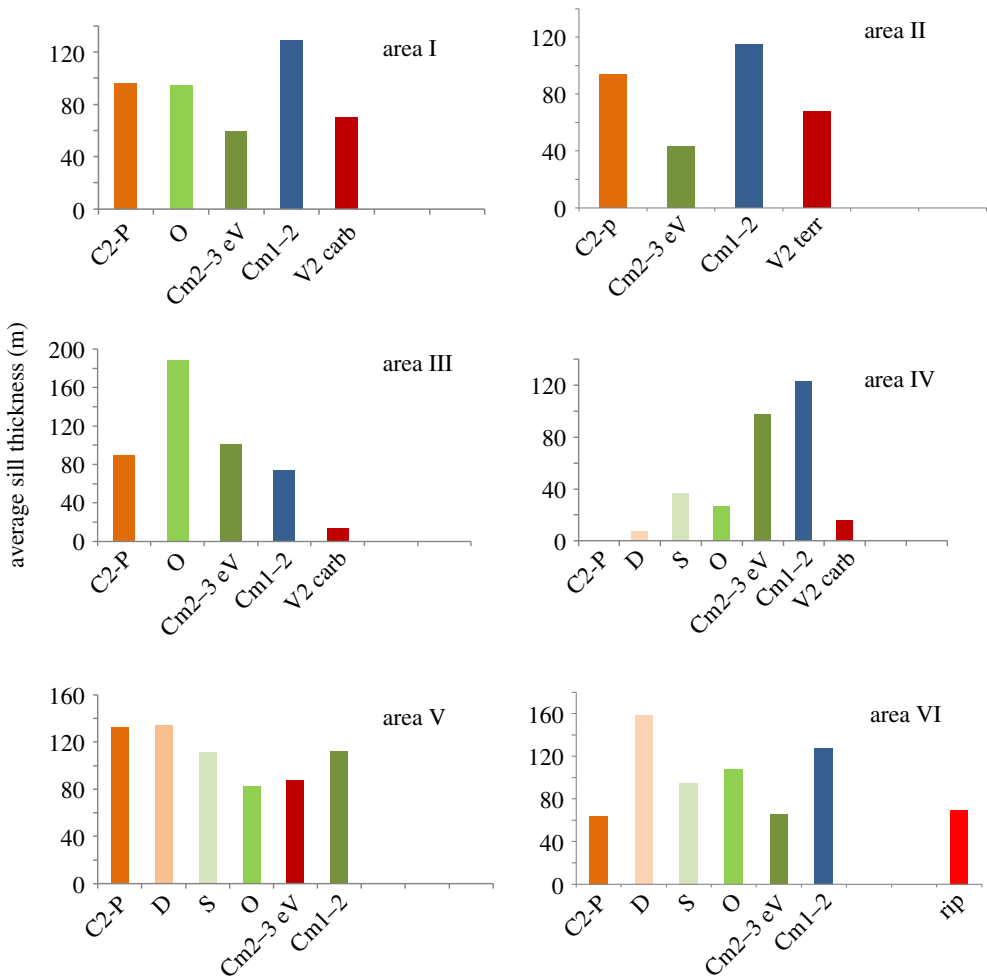 area I
120
80
40
0
C2-P
O
Cm2–3 eV
Cm1–2
V2 carb
area II
120
80
40
0
C2-p
Cm2–3 eV
Cm1–2
V2 terr
average sill thickness (m)
area III
200
160
120
80
40
0
C2-P
O
Cm2–3 eV
Cm1–2
V2 carb
area IV
120
80
40
0
C2-P
D
S
O
Cm2–3 eV
Cm1–2
V2 carb
area V
160
120
80
40
0
C2-P
D
S
O
Cm2–3 eV
Cm1–2
area VI
160
120
80
40
0
C2-P
D
S
O
Cm2–3 eV
Cm1–2
rip